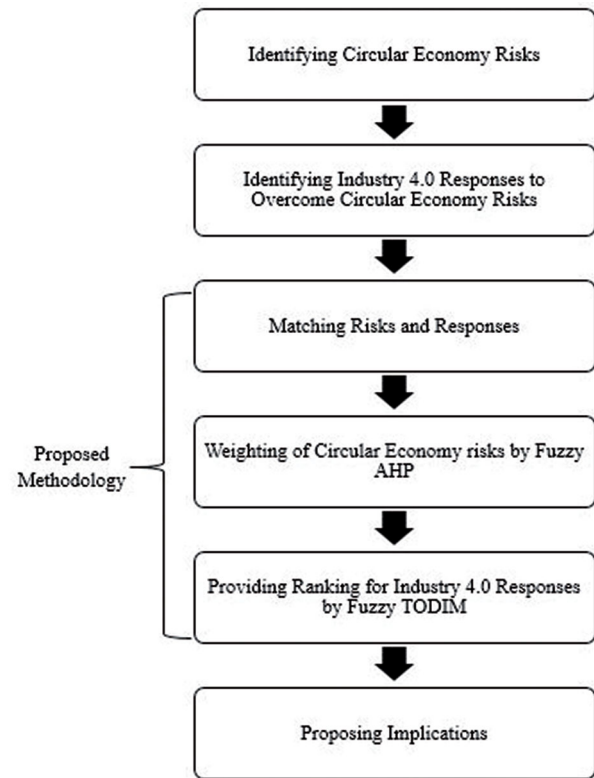 Identifying Circular Economy Risks
Identifying Industry 4.0 Responses to
Overcome Circular Economy Risks
Matching Risks and Responses
Proposed
Methodology
Weighting of Circular Economy risks by Fuzzy
AHP
Providing Ranking for Industry 4.0 Responses
by Fuzzy TODIM
Proposing Implications